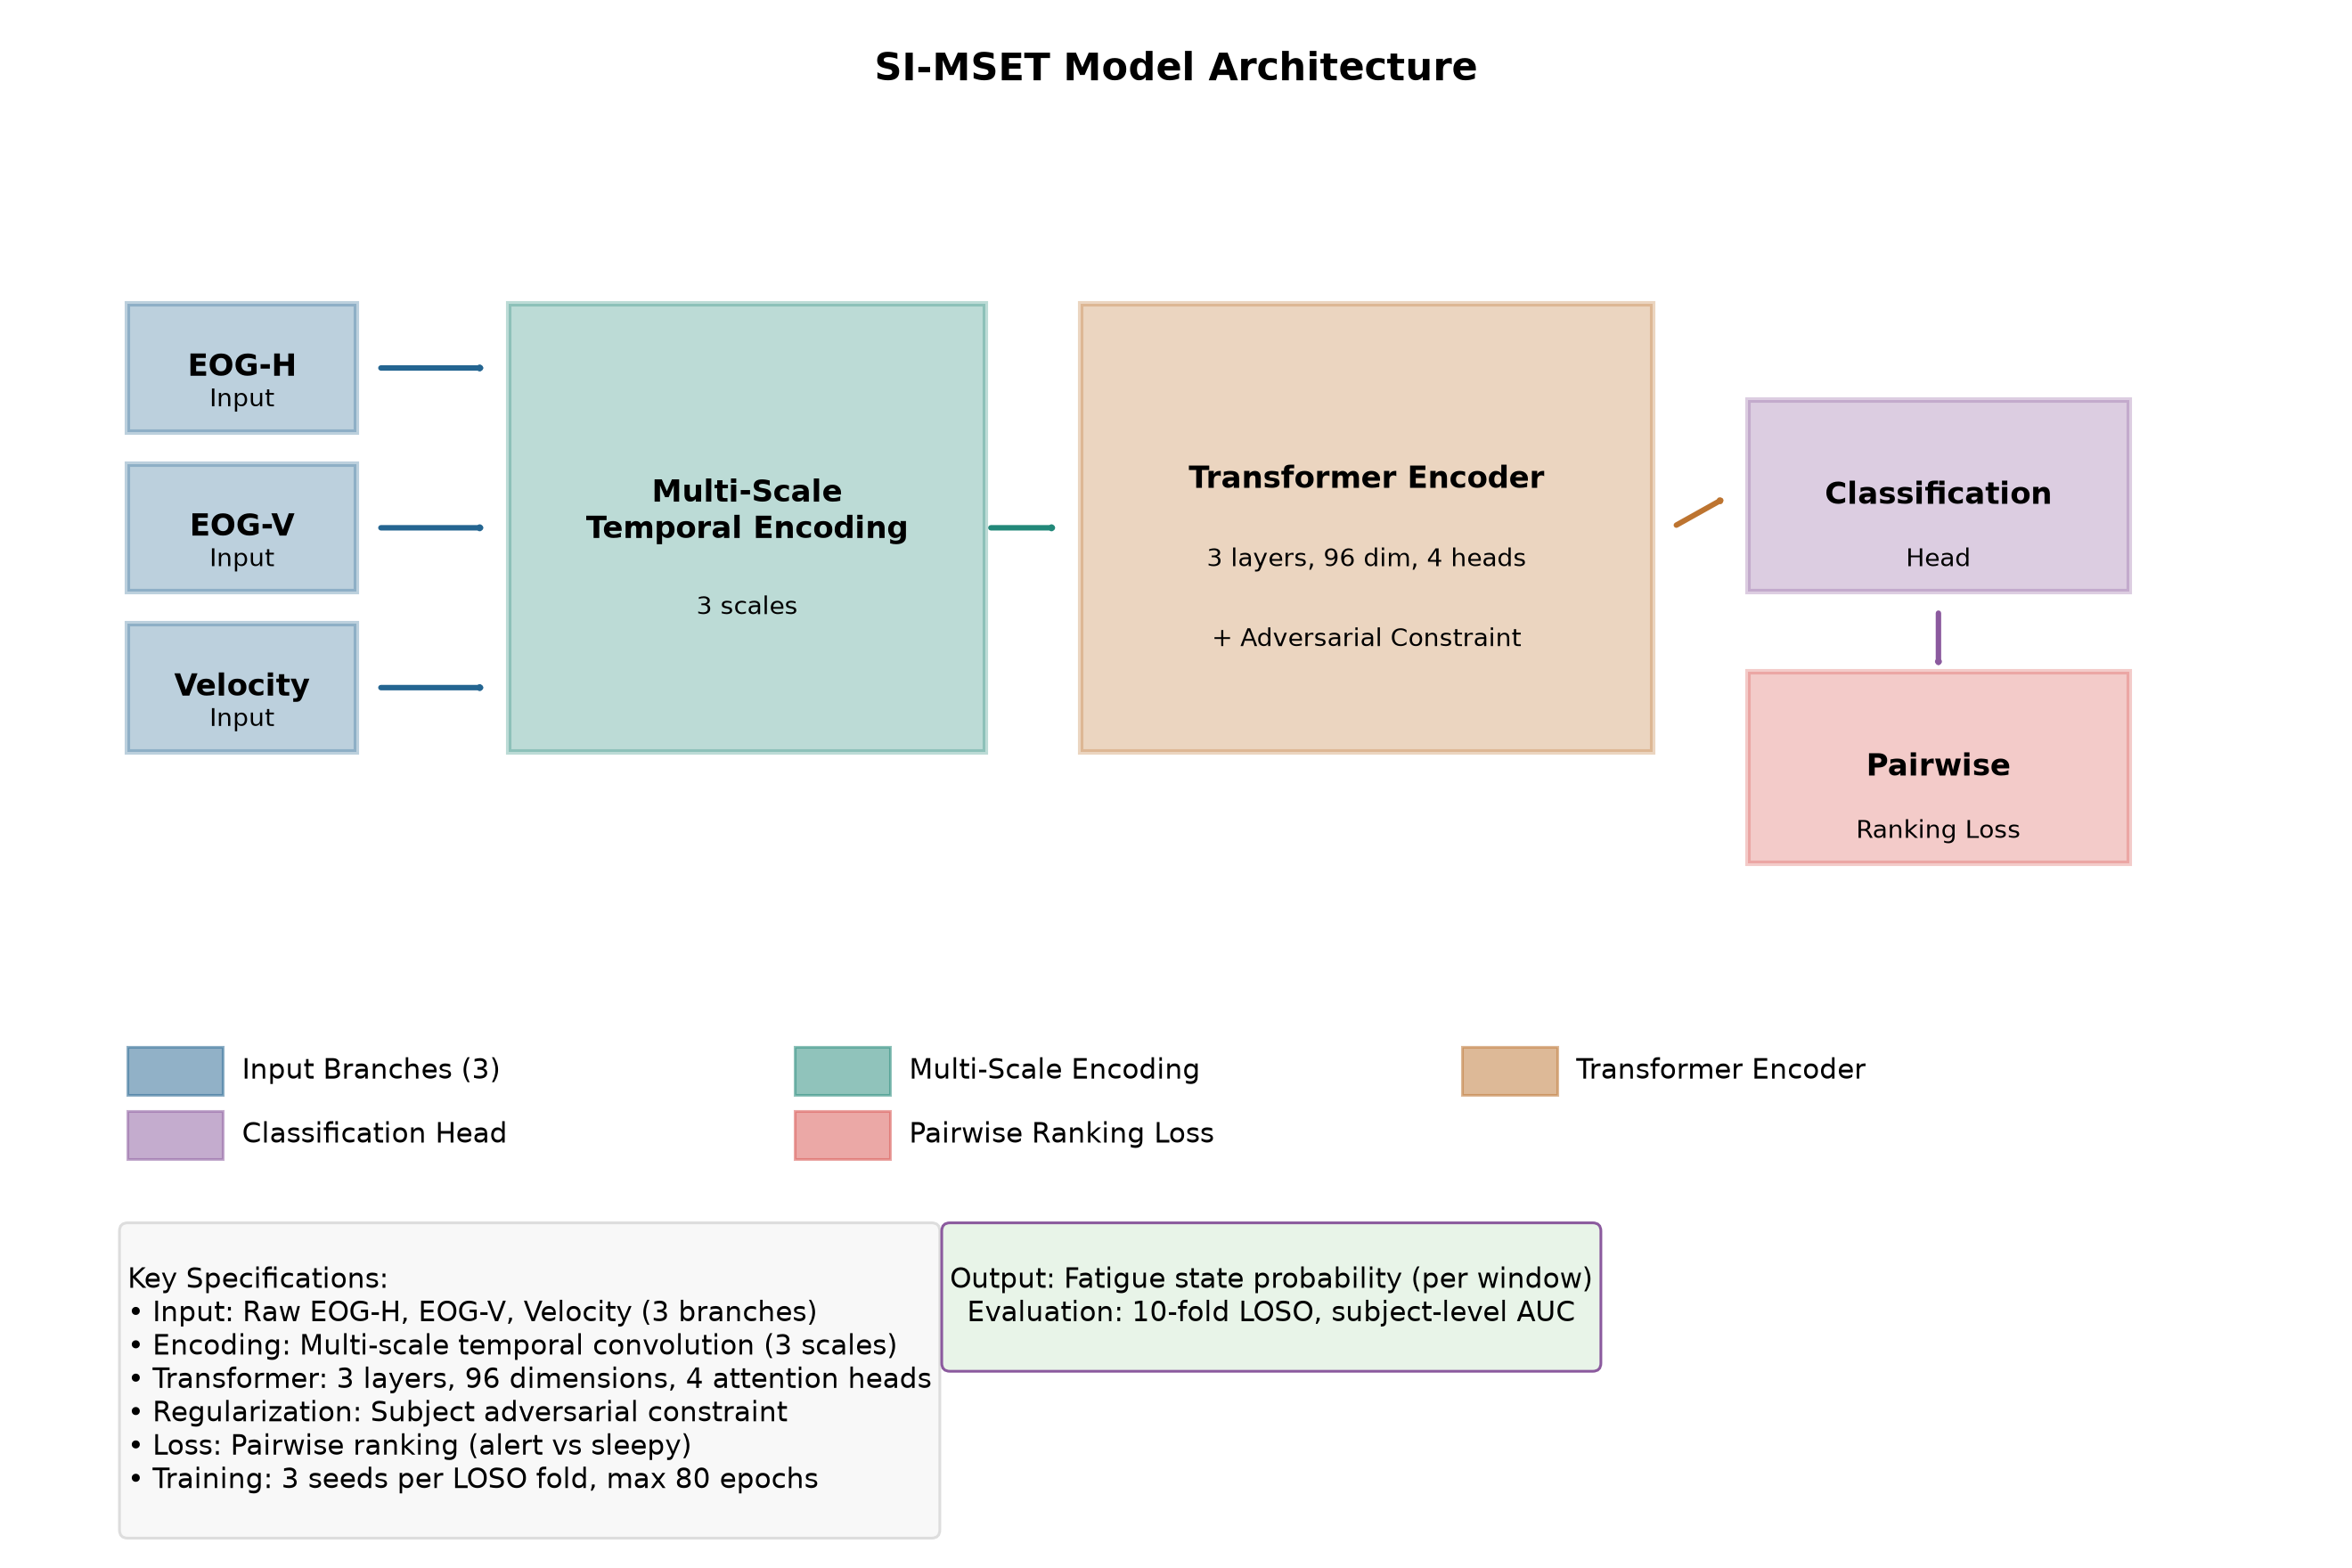 SI-MSET Model Architecture
EOG-H
Input
EOG-V
Input
Velocity
Input
Multi-Scale
Temporal Encoding
3 scales
Transformer Encoder
3 layers, 96 dim, 4 heads
+ Adversarial Constraint
Classification
Head
Pairwise
Ranking Loss
Input Branches (3)
Multi-Scale Encoding
Transformer Encoder
Classification Head
Pairwise Ranking Loss
Key Specifications:
• Input: Raw EOG-H, EOG-V, Velocity (3 branches)
• Encoding: Multi-scale temporal convolution (3 scales)
• Transformer: 3 layers, 96 dimensions, 4 attention heads
• Regularization: Subject adversarial constraint
• Loss: Pairwise ranking (alert vs sleepy)
• Training: 3 seeds per LOSO fold, max 80 epochs
Output: Fatigue state probability (per window)
Evaluation: 10-fold LOSO, subject-level AUC